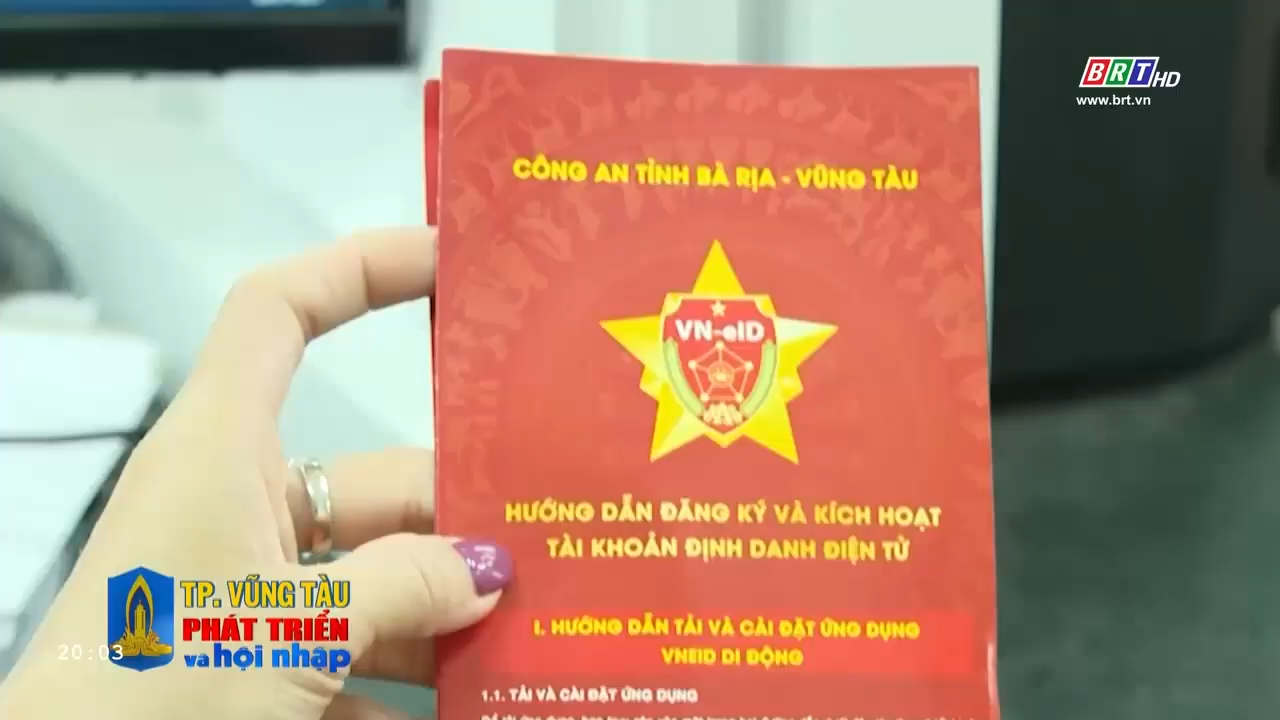 BRT HD
www.brt.vn
CÔNG AN TỈNH BÀ RỊA - VŨNG TÀU
VN-eID
HƯỚNG DẪN ĐĂNG KÝ VÀ KÍCH HOẠT
TÀI KHOẢN ĐỊNH DANH ĐIỆN TỬ
I. HƯỚNG DẪN TẢI VÀ CÀI ĐẶT ỨNG DỤNG
VNEID DI ĐỘNG
1.1. TẢI VÀ CÀI ĐẶT ỨNG DỤNG
TP. VŨNG TÀU
PHÁT TRIỂN
và hội nhập
20:03